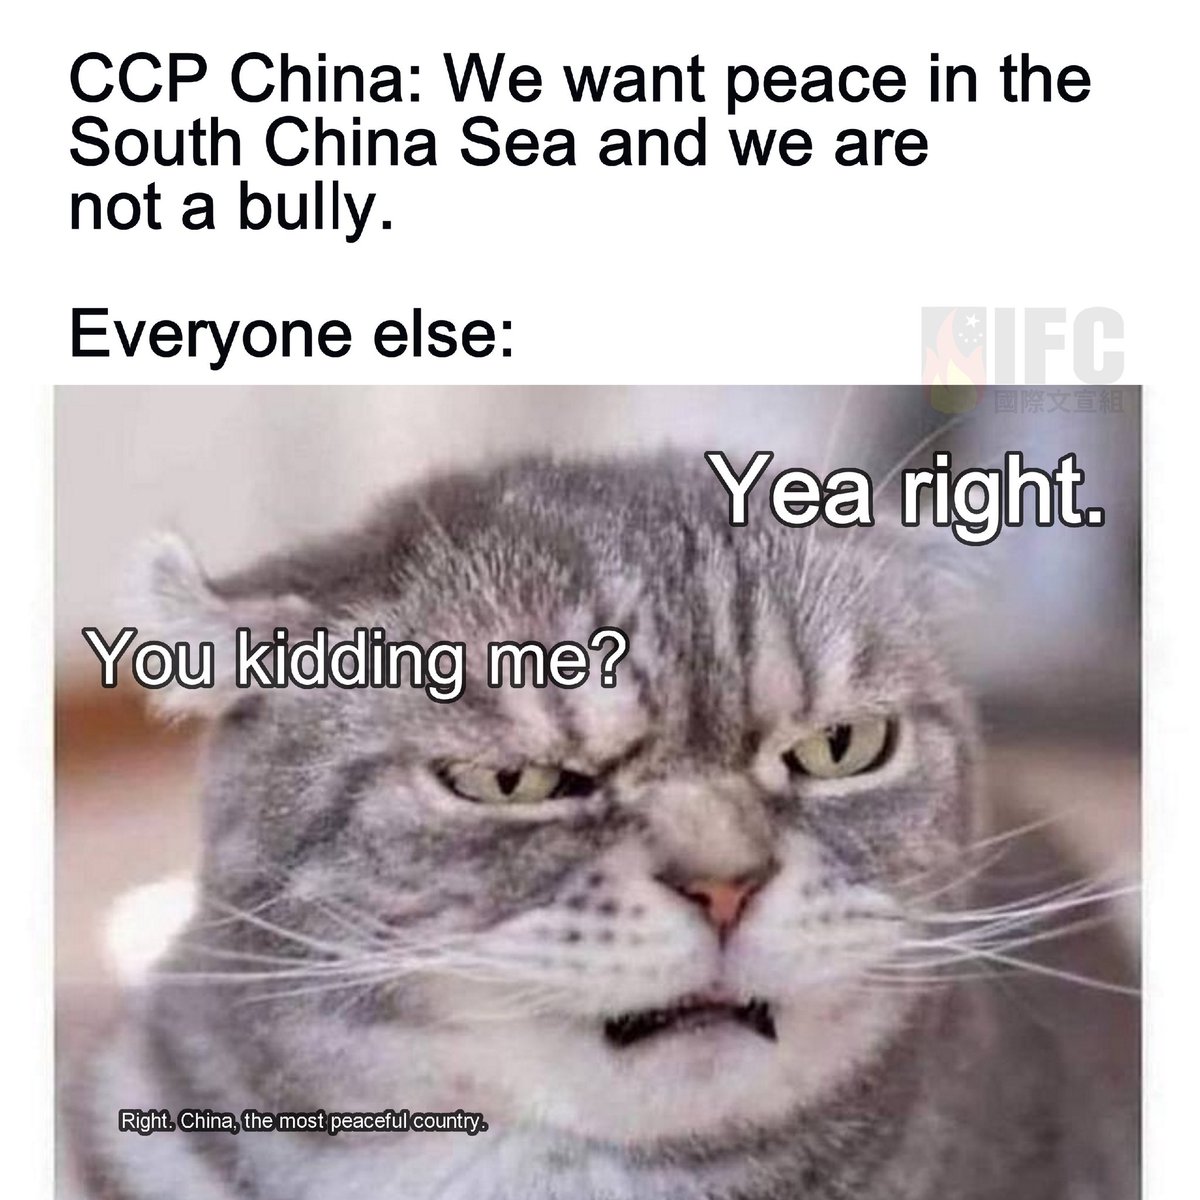 CCP China: We want peace in the
South China Sea and we are
not a bully.
Everyone else:
IFC
國際文宣組
Yea right.
You kidding me?
Right. China, the most peaceful country.